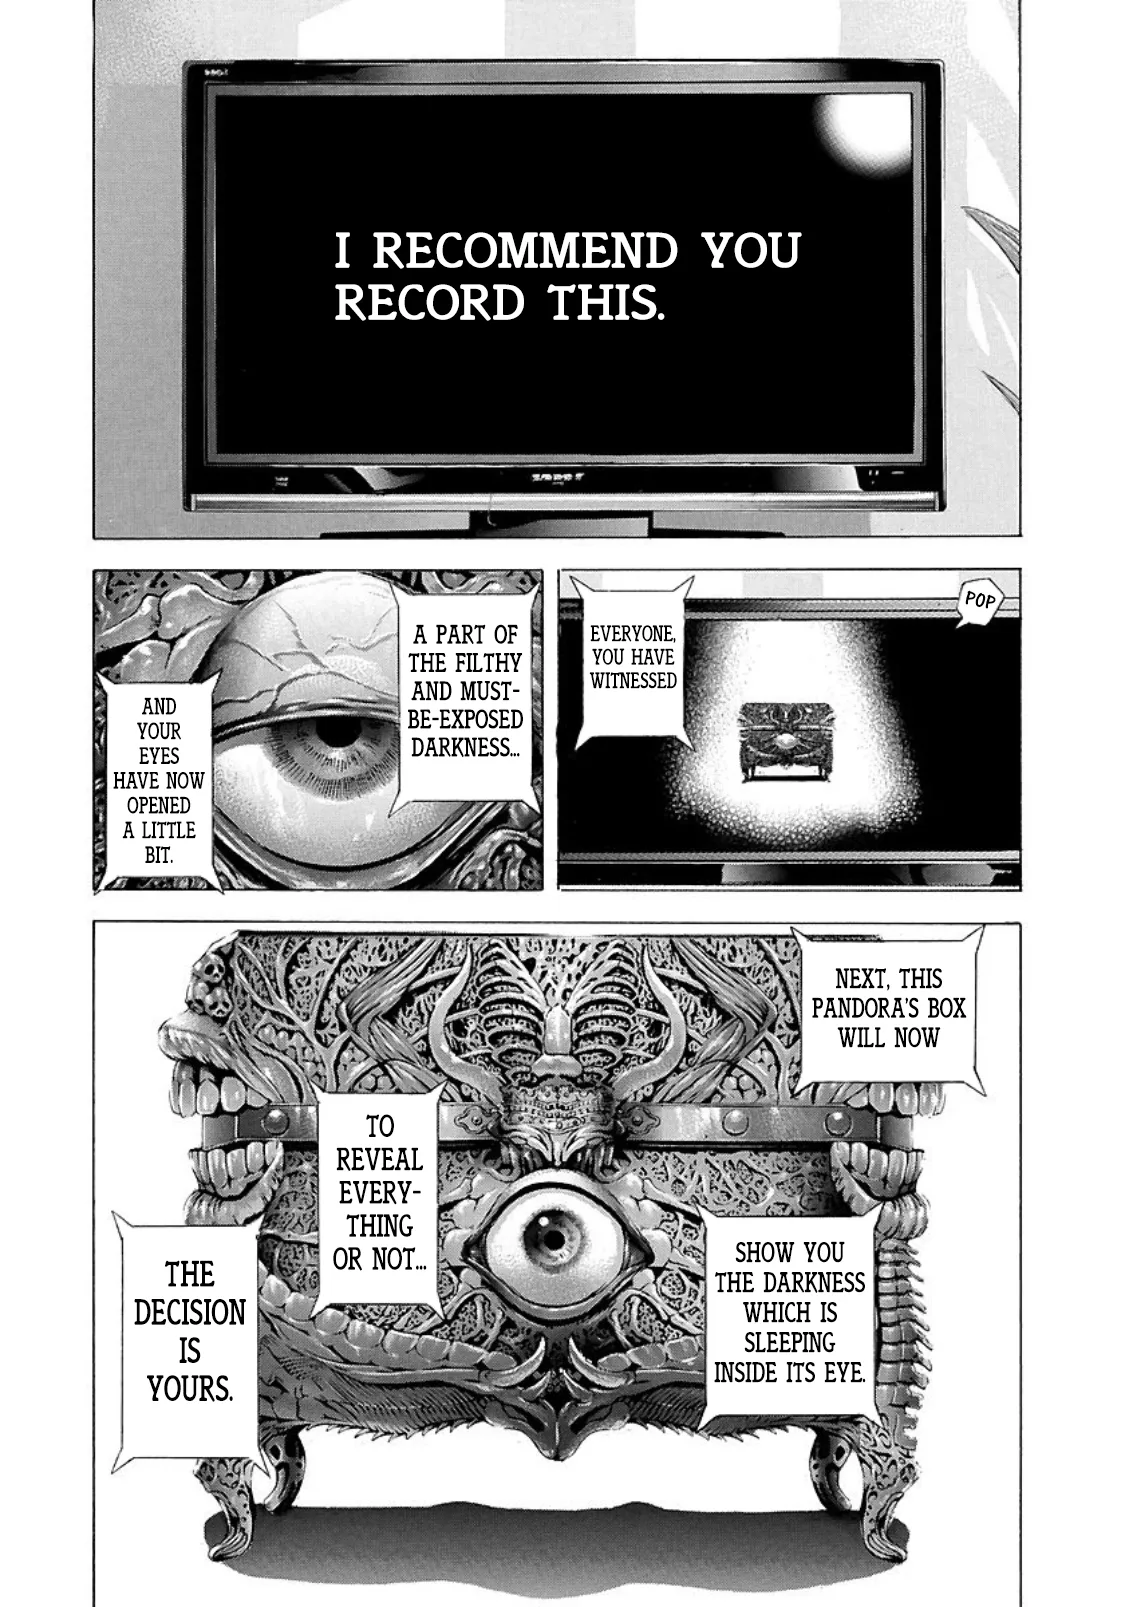 I RECOMMEND YOU
RECORD THIS.
POP
EVERYONE,
YOU HAVE
WITNESSED
A PART OF
THE FILTHY
AND MUST-
BE-EXPOSED
DARKNESS...
AND
YOUR
EYES
HAVE NOW
OPENED
A LITTLE
BIT.
NEXT, THIS
PANDORA'S BOX
WILL NOW
SHOW YOU
THE DARKNESS
WHICH IS
SLEEPING
INSIDE ITS EYE.
TO
REVEAL
EVERY-
THING
OR NOT...
THE
DECISION
IS
YOURS.